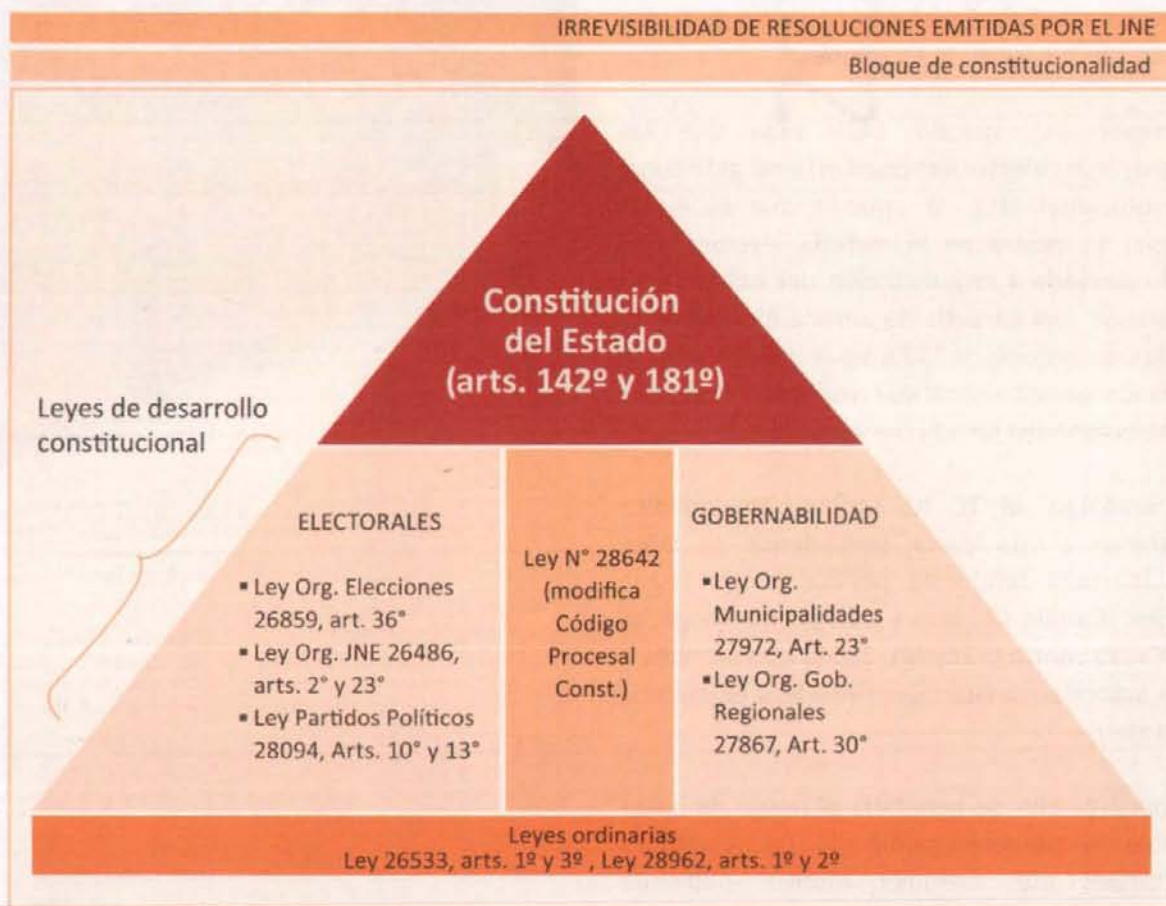 IRREVISIBILIDAD DE RESOLUCIONES EMITIDAS POR EL JNE
Bloque de constitucionalidad
Constitución
del Estado
(arts. 142º y 181º)
Leyes de desarrollo
constitucional
ELECTORALES
▪ Ley Org. Elecciones
26859, art. 36°
▪ Ley Org. JNE 26486,
arts. 2° y 23°
▪ Ley Partidos Políticos
28094, Arts. 10° y 13°
Ley N° 28642
(modifica
Código
Procesal
Const.)
GOBERNABILIDAD
▪Ley Org.
Municipalidades
27972, Art. 23°
▪Ley Org. Gob.
Regionales
27867, Art. 30°
Leyes ordinarias
Ley 26533, arts. 1º y 3º , Ley 28962, arts. 1º y 2º